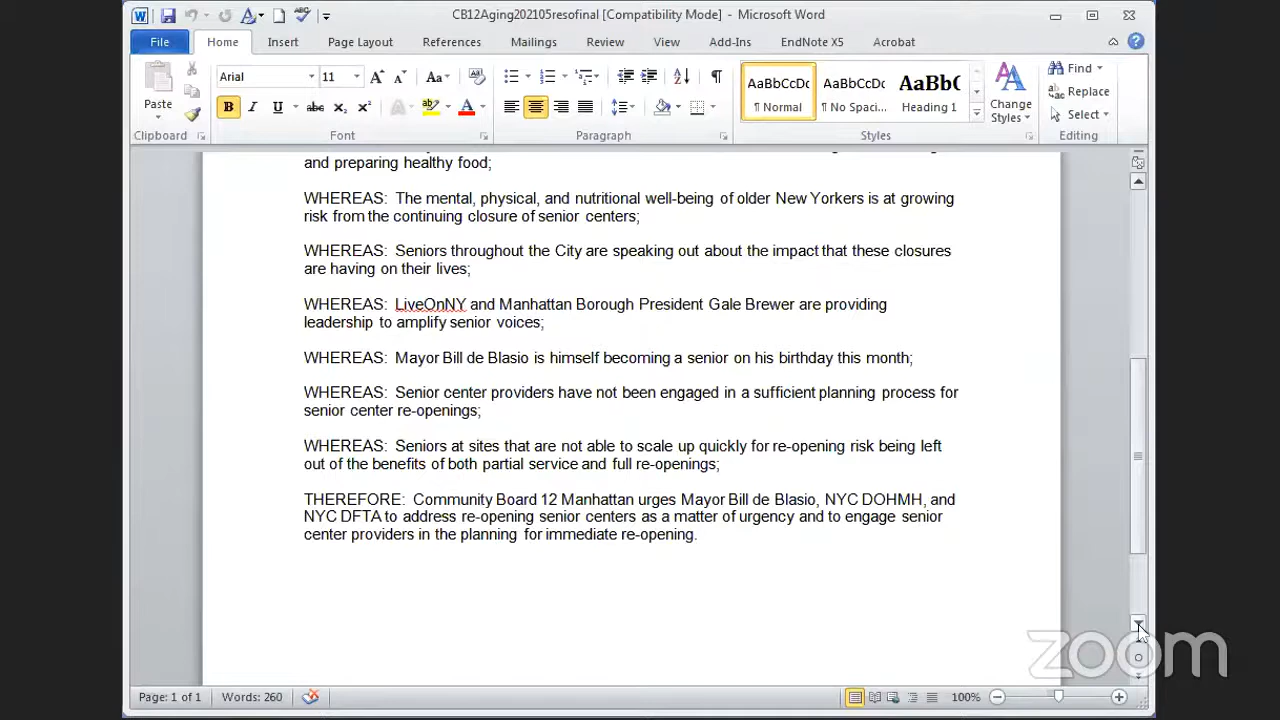 CB12Aging202105resofinal [Compatibility Mode] - Microsoft Word
File Home Insert Page Layout References Mailings Review View Add-Ins EndNote X5 Acrobat
Arial 11 Aa
AaBbCcDc AaBbCcDc AaBbC
Find
Replace
Paste
B I U abc x₂ x²
¶ Normal ¶ No Spaci... Heading 1
Change Styles
Select
Clipboard Font Paragraph Styles Editing
and preparing healthy food;
WHEREAS: The mental, physical, and nutritional well-being of older New Yorkers is at growing
risk from the continuing closure of senior centers;
WHEREAS: Seniors throughout the City are speaking out about the impact that these closures
are having on their lives;
WHEREAS: LiveOnNY and Manhattan Borough President Gale Brewer are providing
leadership to amplify senior voices;
WHEREAS: Mayor Bill de Blasio is himself becoming a senior on his birthday this month;
WHEREAS: Senior center providers have not been engaged in a sufficient planning process for
senior center re-openings;
WHEREAS: Seniors at sites that are not able to scale up quickly for re-opening risk being left
out of the benefits of both partial service and full re-openings;
THEREFORE: Community Board 12 Manhattan urges Mayor Bill de Blasio, NYC DOHMH, and
NYC DFTA to address re-opening senior centers as a matter of urgency and to engage senior
center providers in the planning for immediate re-opening.
zoom
Page: 1 of 1 Words: 260 100%